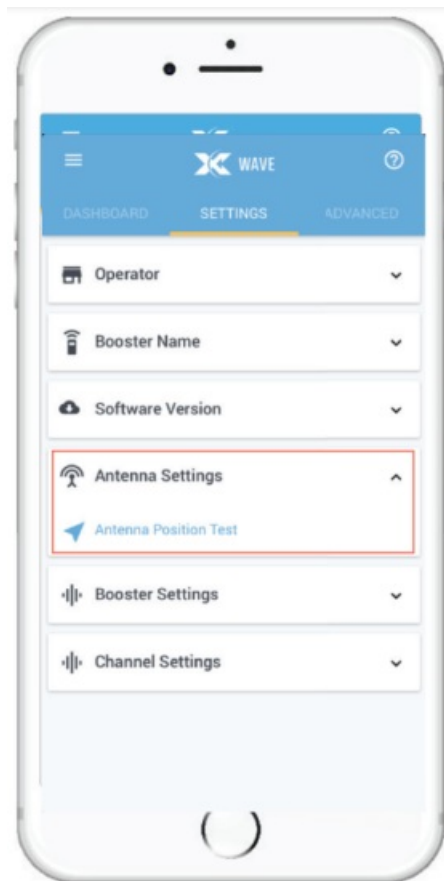 WAVE
DASHBOARD SETTINGS ADVANCED
Operator
Booster Name
Software Version
Antenna Settings
Antenna Position Test
Booster Settings
Channel Settings